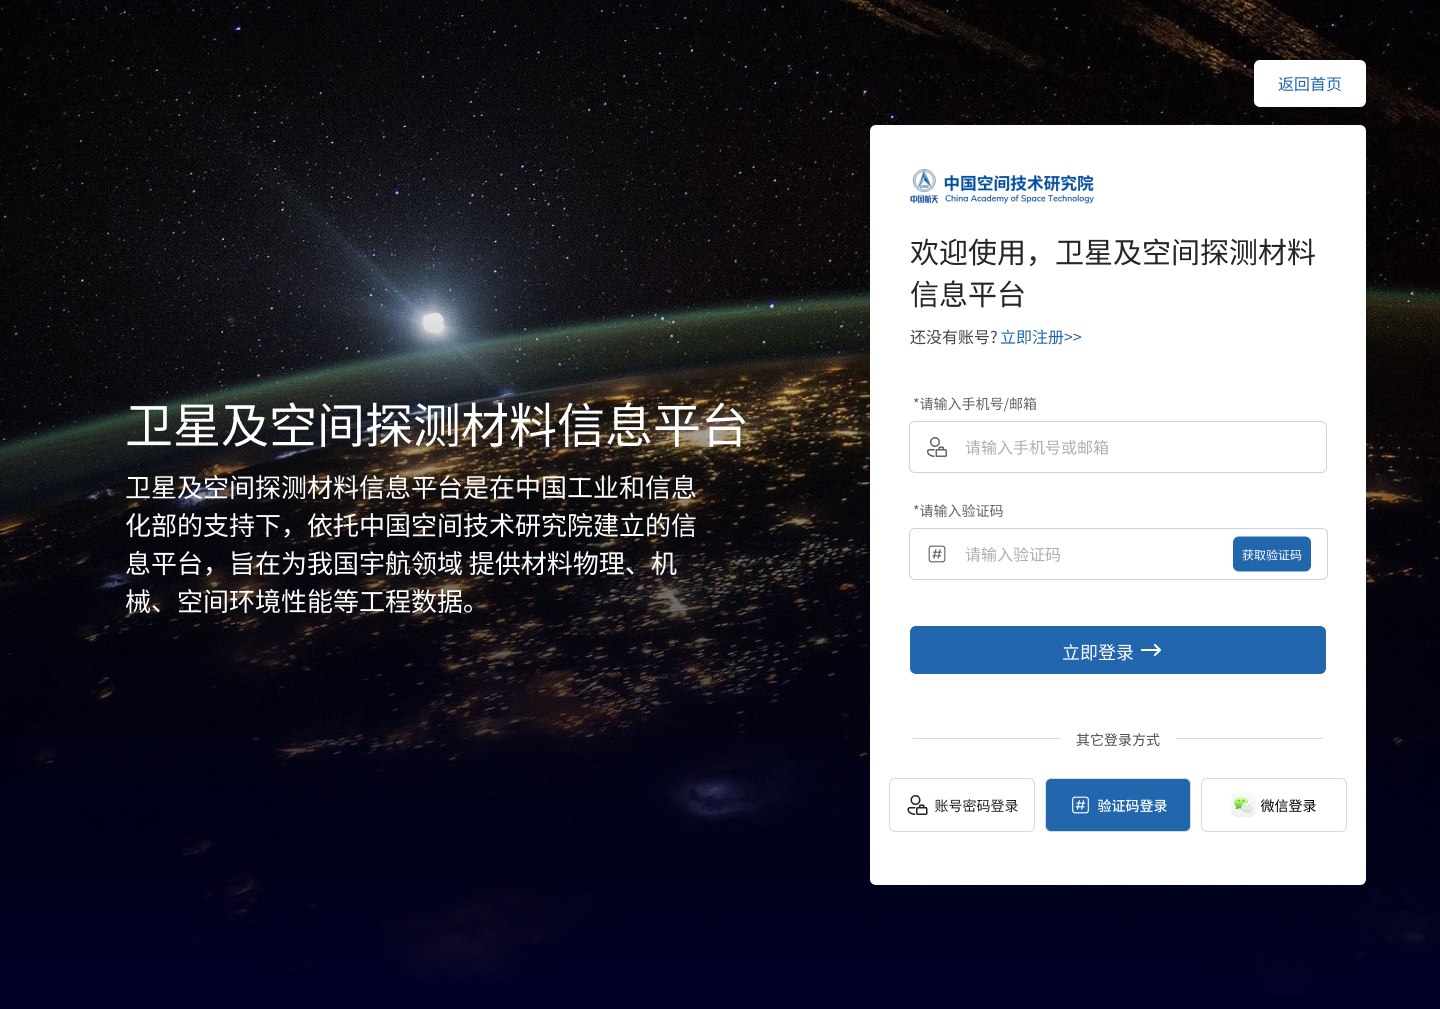 返回首页
中国航天
中国空间技术研究院
China Academy of Space Technology
欢迎使用，卫星及空间探测材料
信息平台
还没有账号? 立即注册>>
*请输入手机号/邮箱
请输入手机号或邮箱
*请输入验证码
请输入验证码
获取验证码
立即登录
其它登录方式
账号密码登录
验证码登录
微信登录
卫星及空间探测材料信息平台
卫星及空间探测材料信息平台是在中国工业和信息
化部的支持下，依托中国空间技术研究院建立的信
息平台，旨在为我国宇航领域 提供材料物理、机
械、空间环境性能等工程数据。